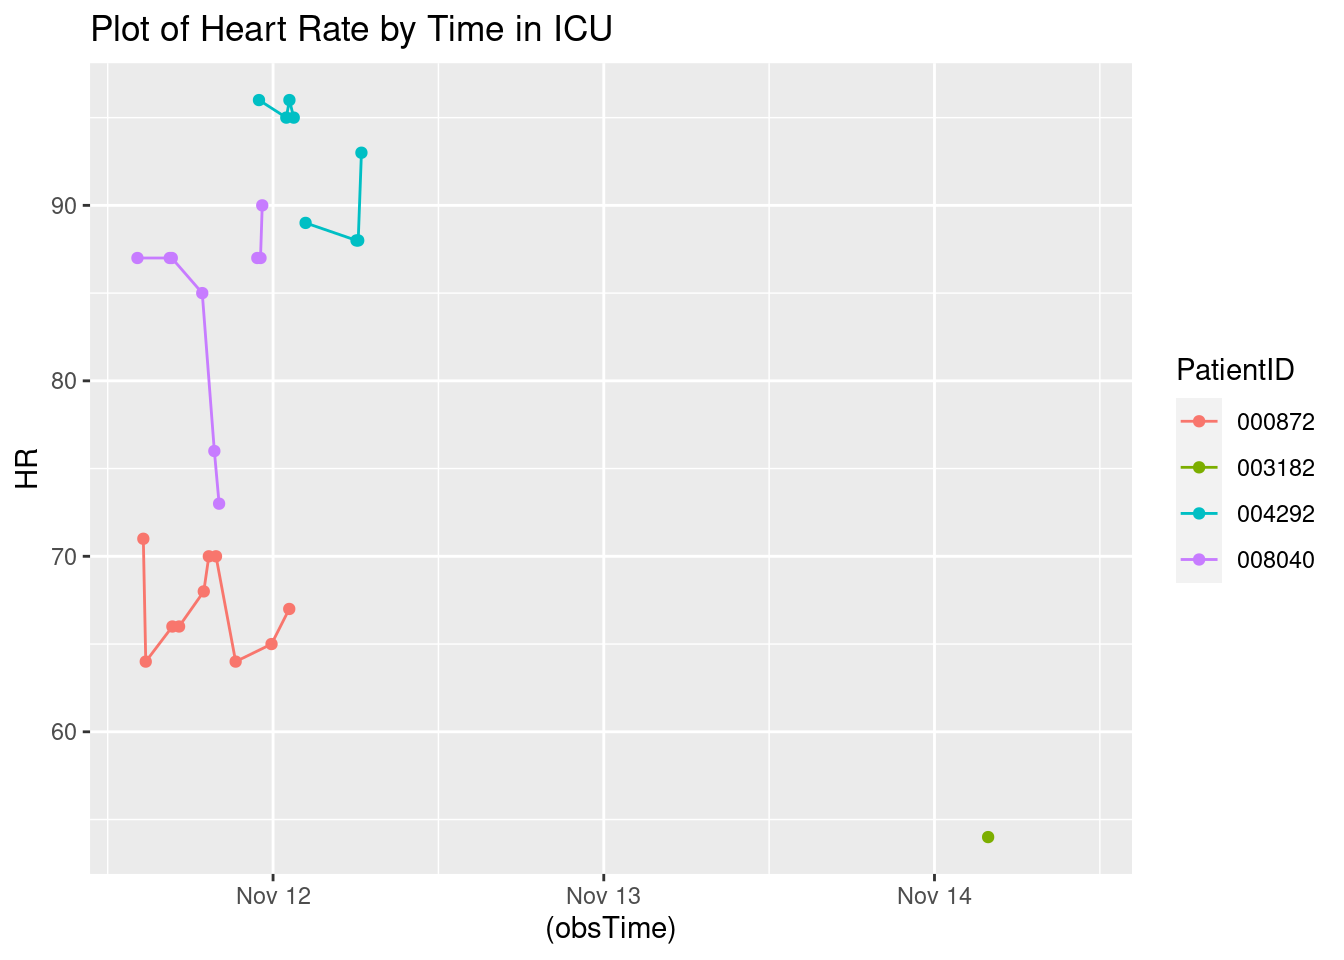 Plot of Heart Rate by Time in ICU
HR
90
80
70
60
Nov 12
Nov 13
Nov 14
(obsTime)
PatientID
000872
003182
004292
008040